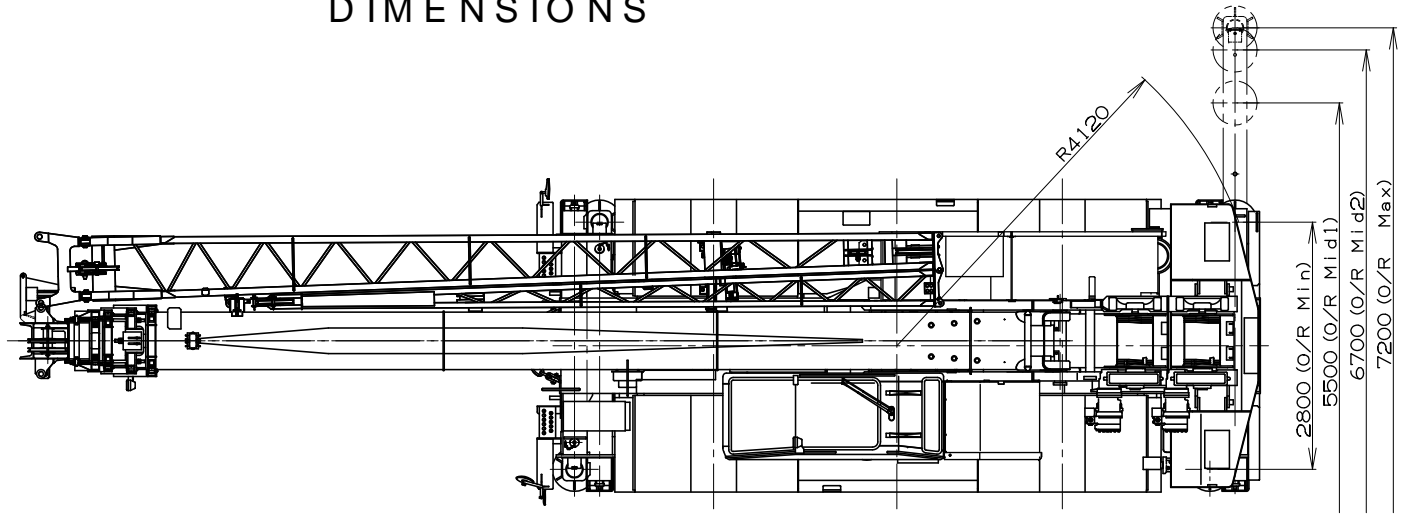 DIMENSIONS
R4120
2800 (O/R Min)
5500 (O/R Mid1)
6700 (O/R Mid2)
7200 (O/R Max)